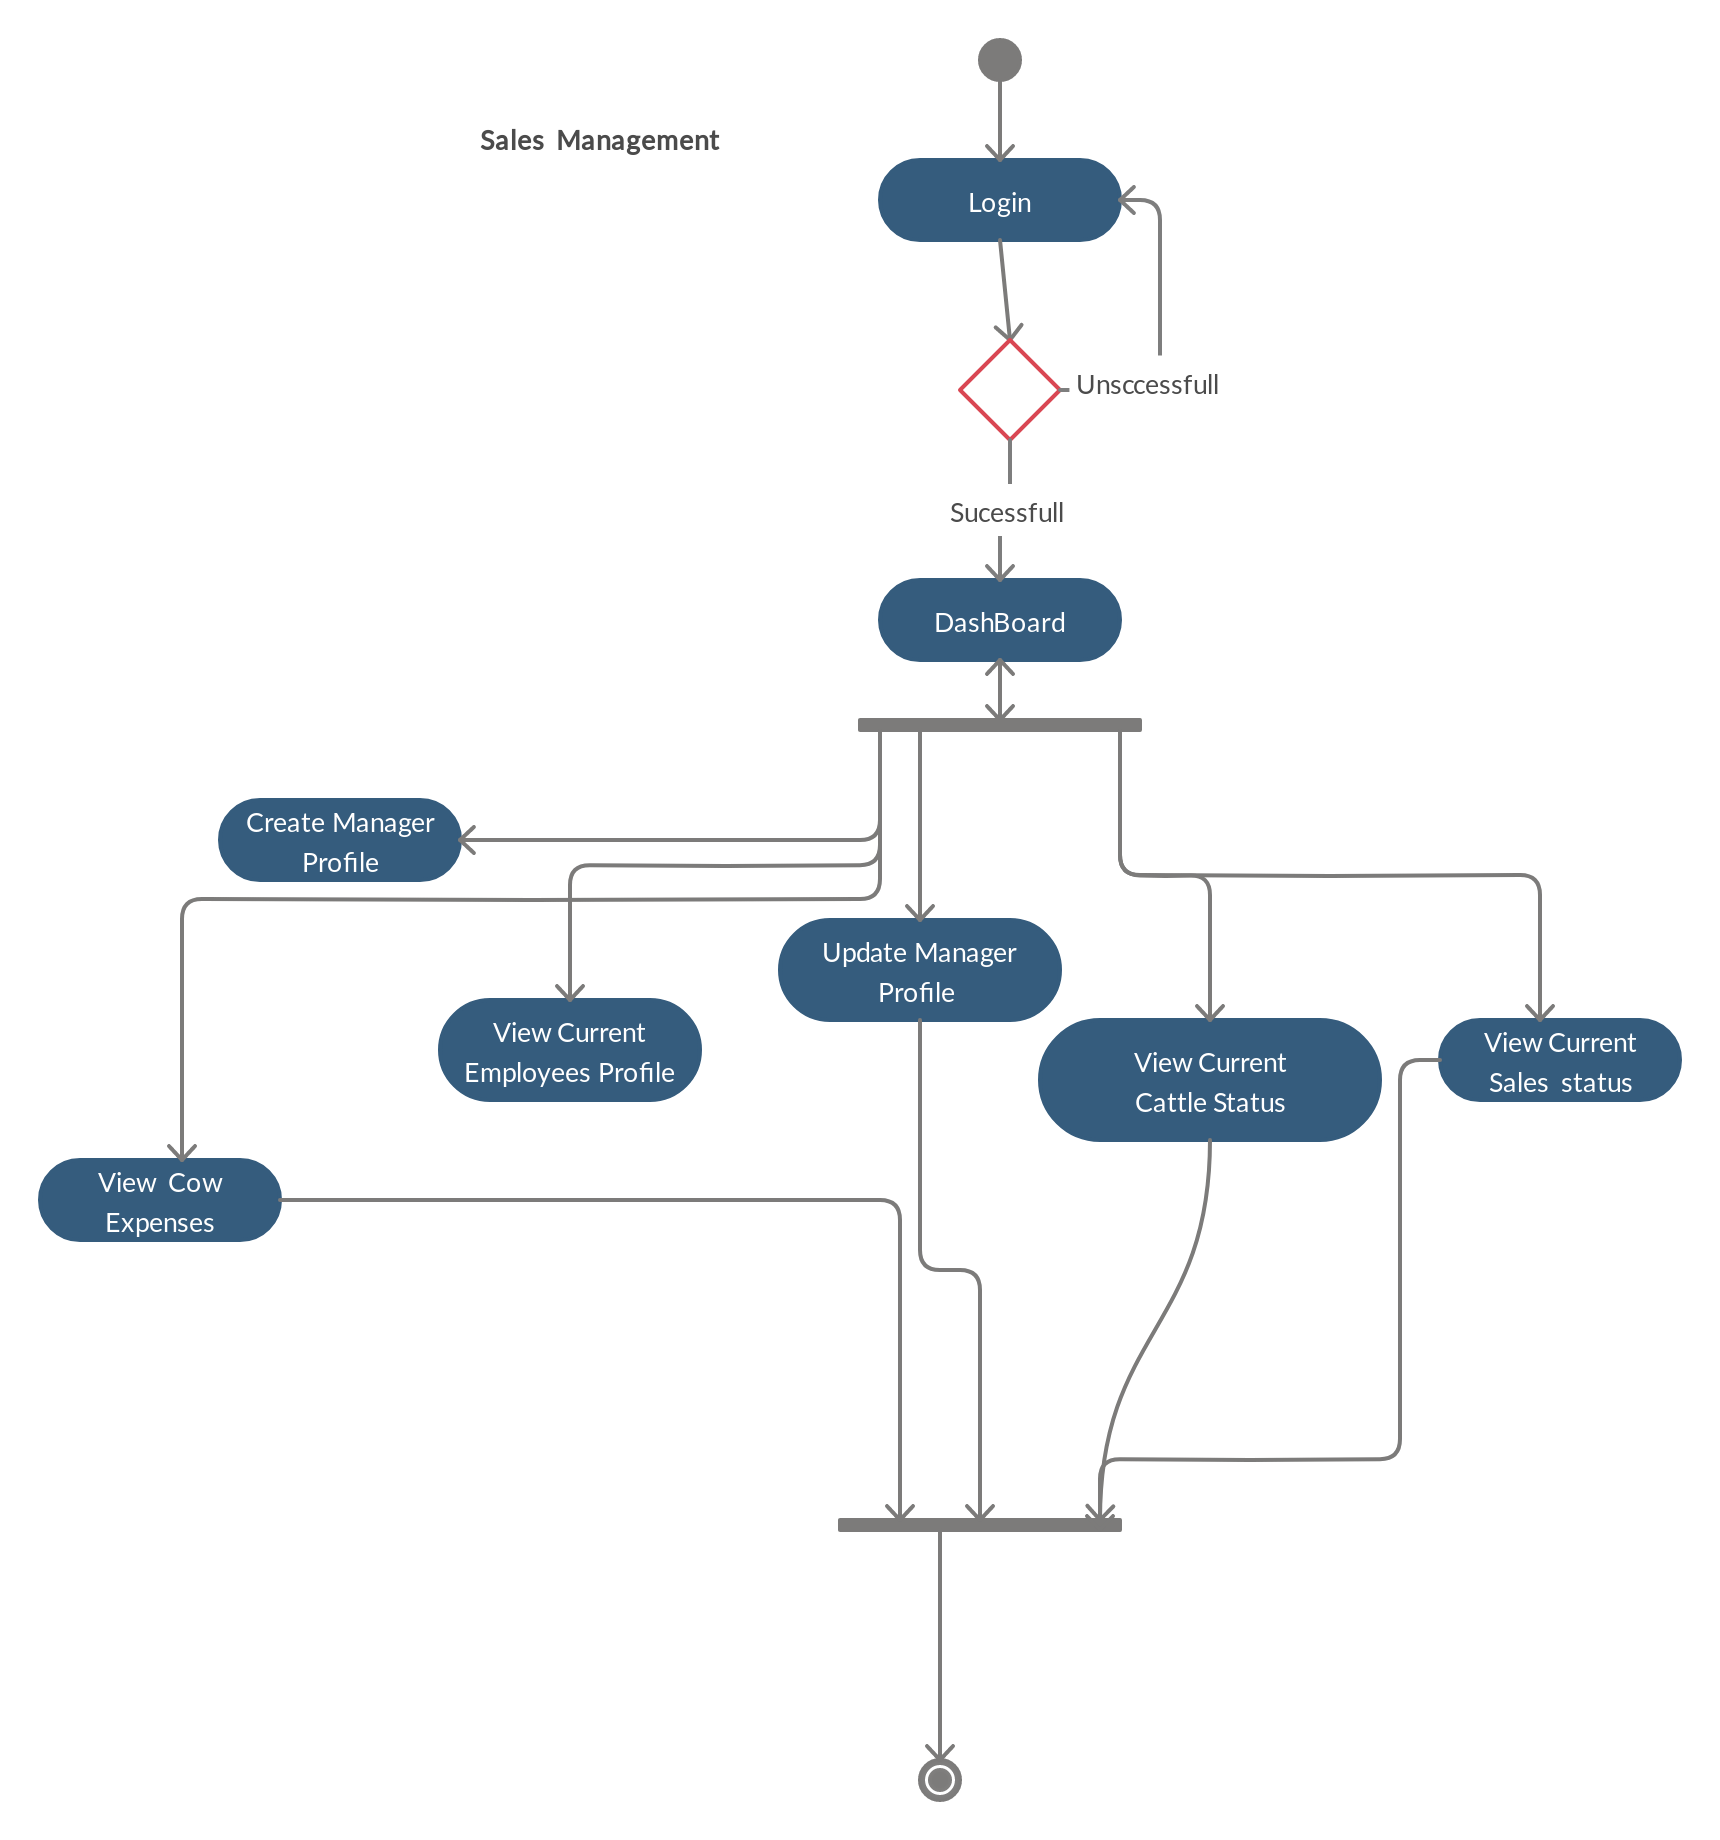 Sales Management
Login
Unsccessfull
Sucessfull
DashBoard
Create Manager
Profile
Update Manager
Profile
View Current
Employees Profile
View Current
Cattle Status
View Current
Sales status
View Cow
Expenses